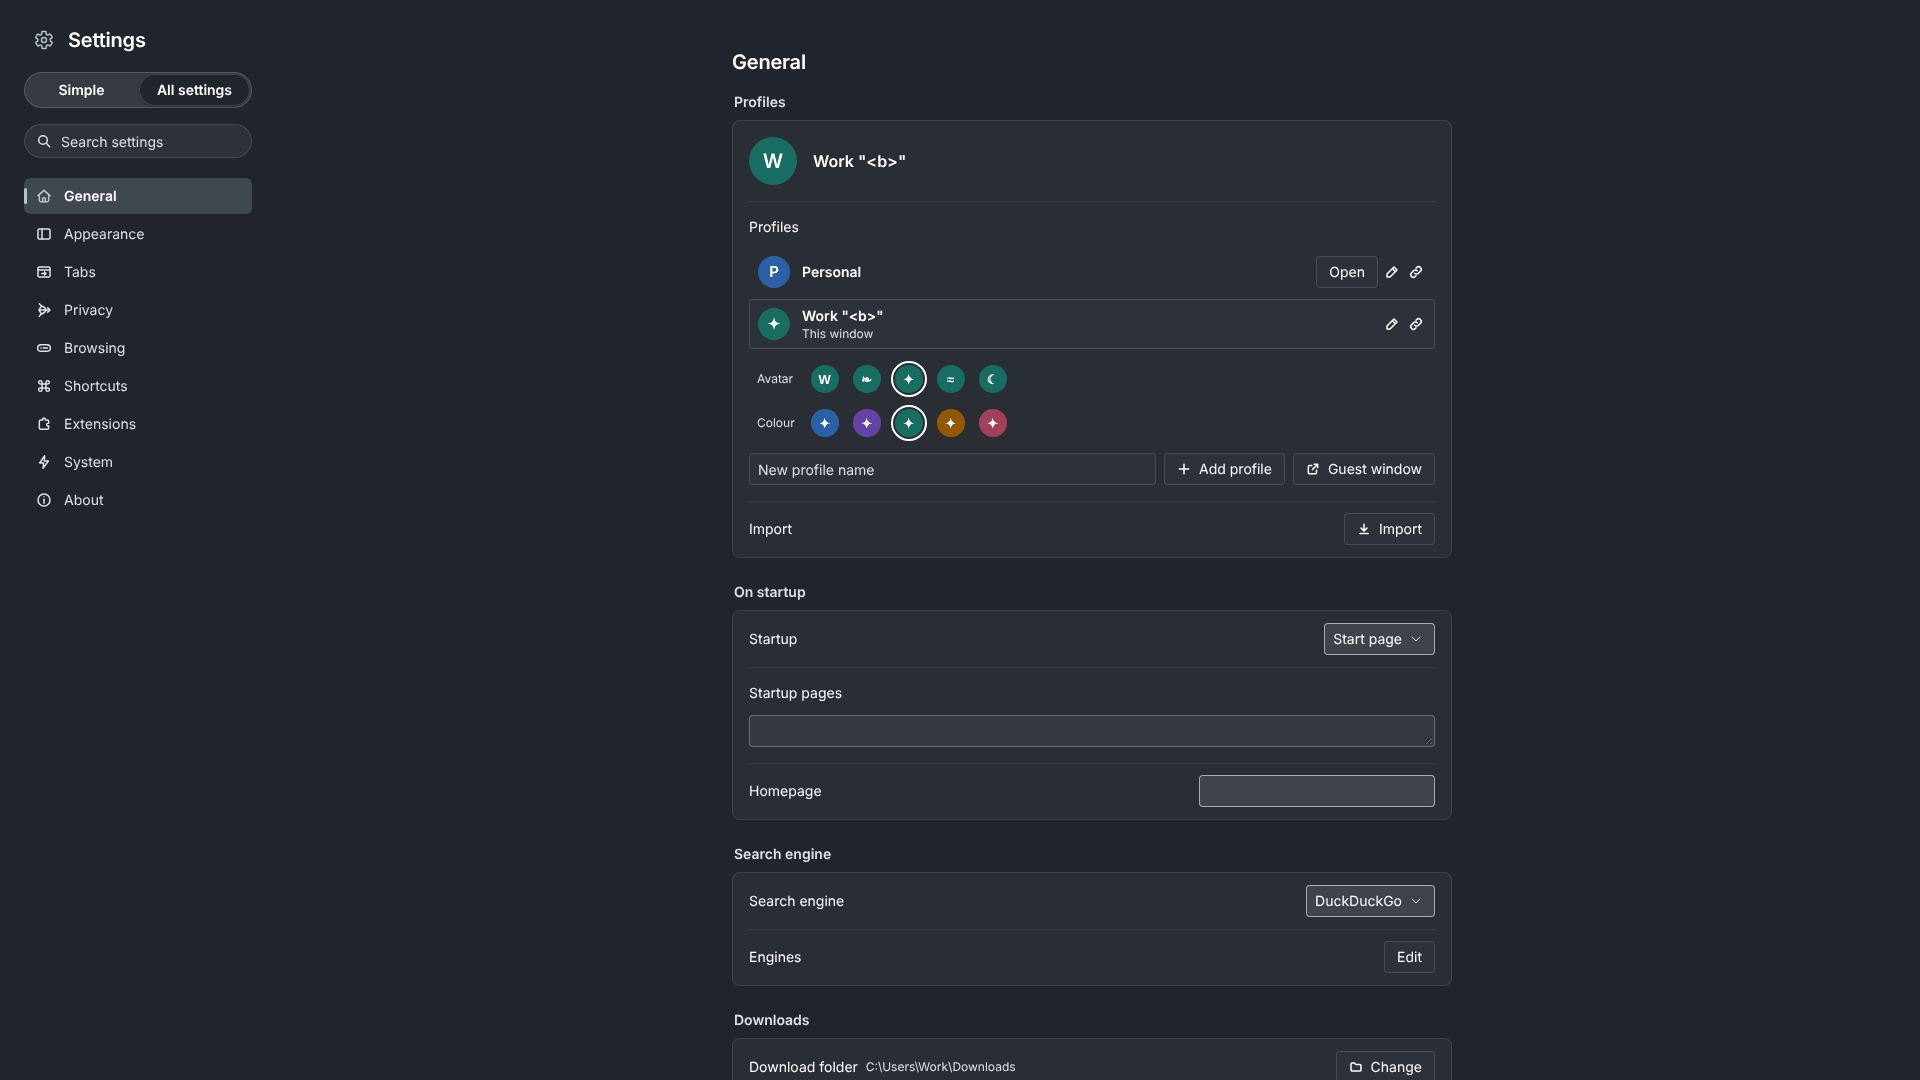 Settings
Simple
All settings
Search settings
General
Appearance
Tabs
Privacy
Browsing
Shortcuts
Extensions
System
About
General
Profiles
W
Work "<b>"
Profiles
P
Personal
Open
Work "<b>"
This window
Avatar
W
Colour
New profile name
Add profile
Guest window
Import
Import
On startup
Startup
Start page
Startup pages
Homepage
Search engine
Search engine
DuckDuckGo
Engines
Edit
Downloads
Download folder C:\Users\Work\Downloads
Change